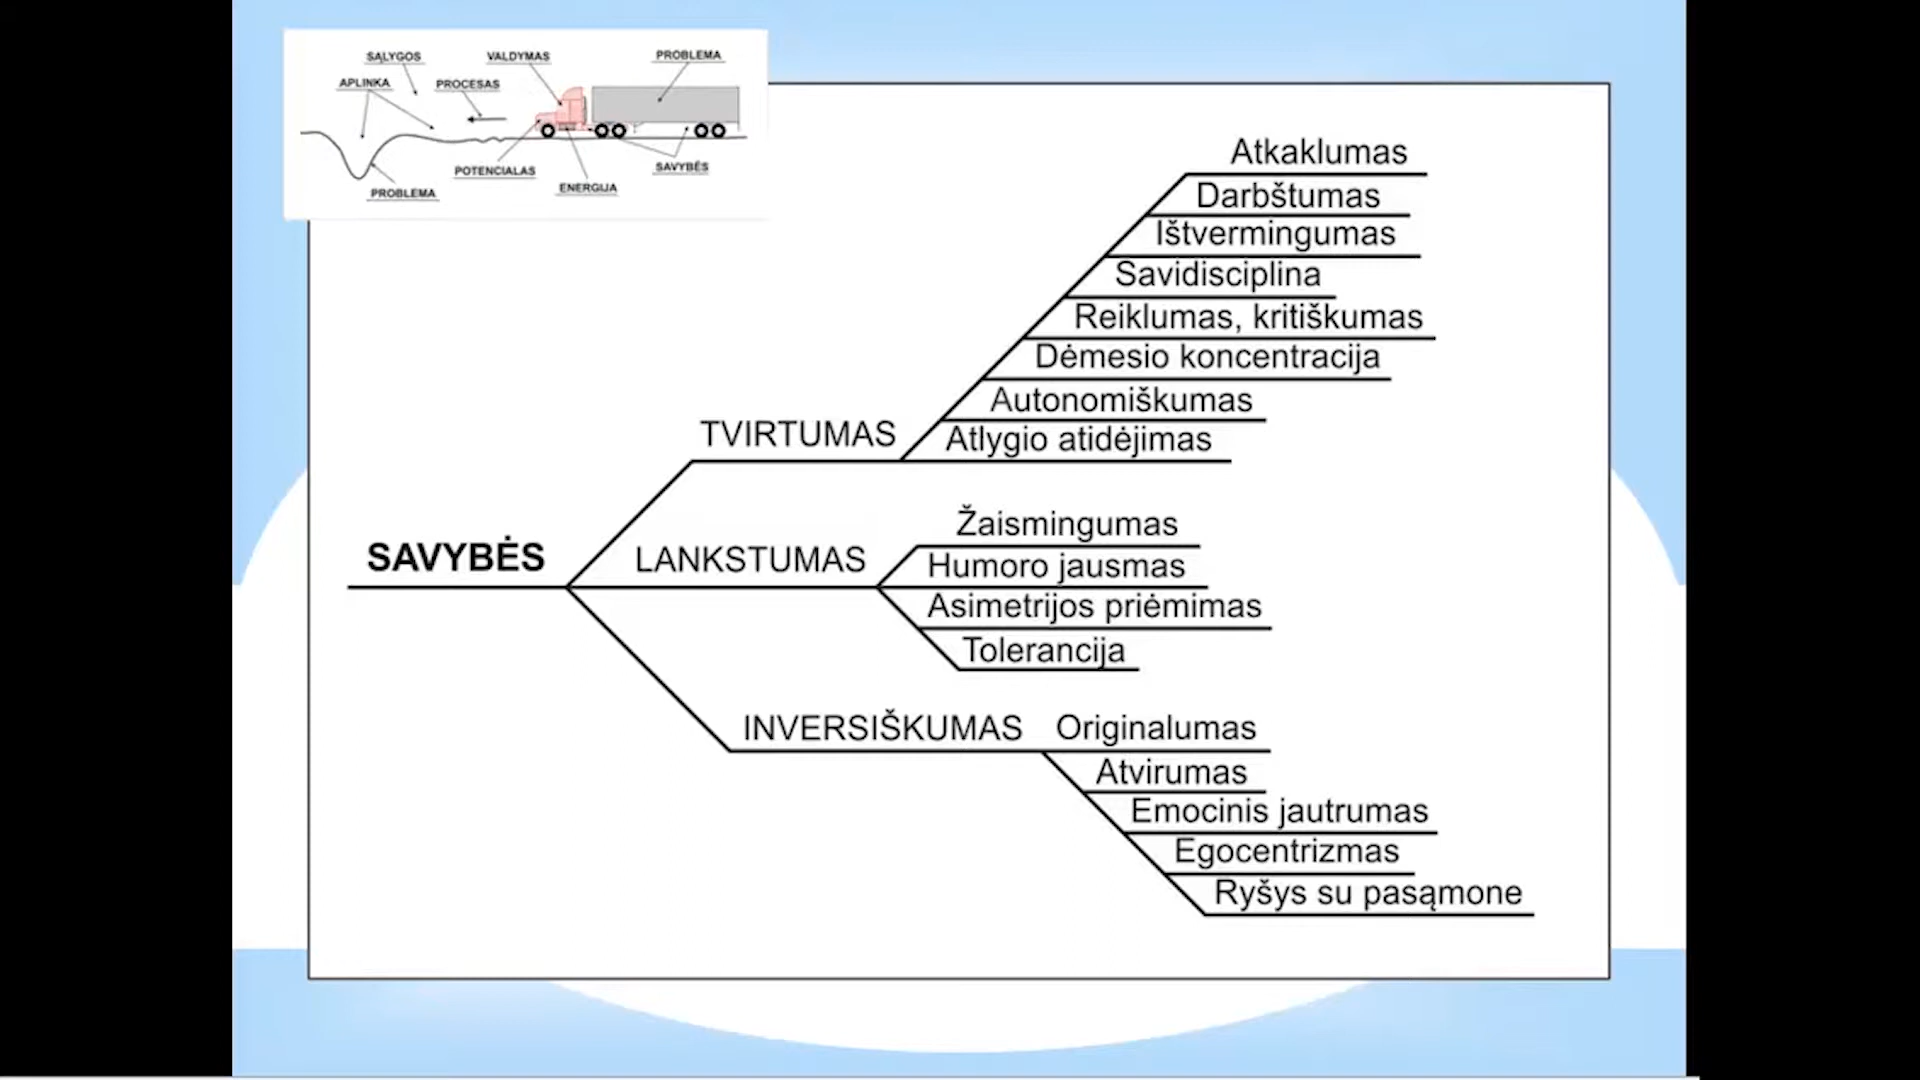 SĄLYGOS
VALDYMAS
PROBLEMA
APLINKA
PROCESAS
POTENCIALAS
SAVYBĖS
ENERGIJA
PROBLEMA
SAVYBĖS
TVIRTUMAS
Atkaklumas
Darbštumas
Ištvermingumas
Savidisciplina
Reiklumas, kritiškumas
Dėmesio koncentracija
Autonomiškumas
Atlygio atidėjimas
LANKSTUMAS
Žaismingumas
Humoro jausmas
Asimetrijos priėmimas
Tolerancija
INVERSIŠKUMAS
Originalumas
Atvirumas
Emocinis jautrumas
Egocentrizmas
Ryšys su pasąmone